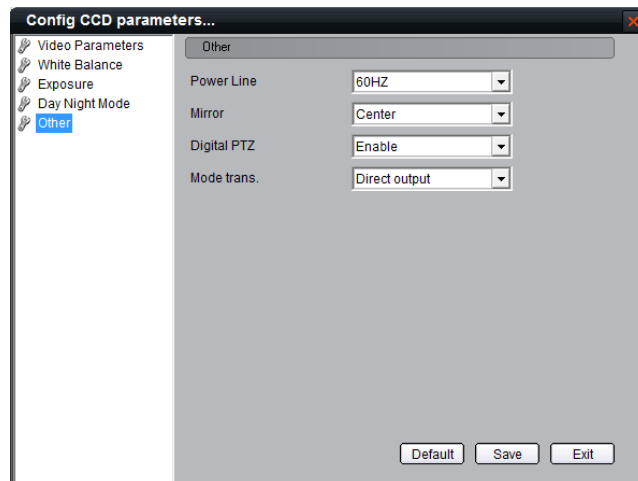 Config CCD parameters...
Video Parameters
White Balance
Exposure
Day Night Mode
Other
Other
Power Line 60HZ
Mirror Center
Digital PTZ Enable
Mode trans. Direct output
Default Save Exit